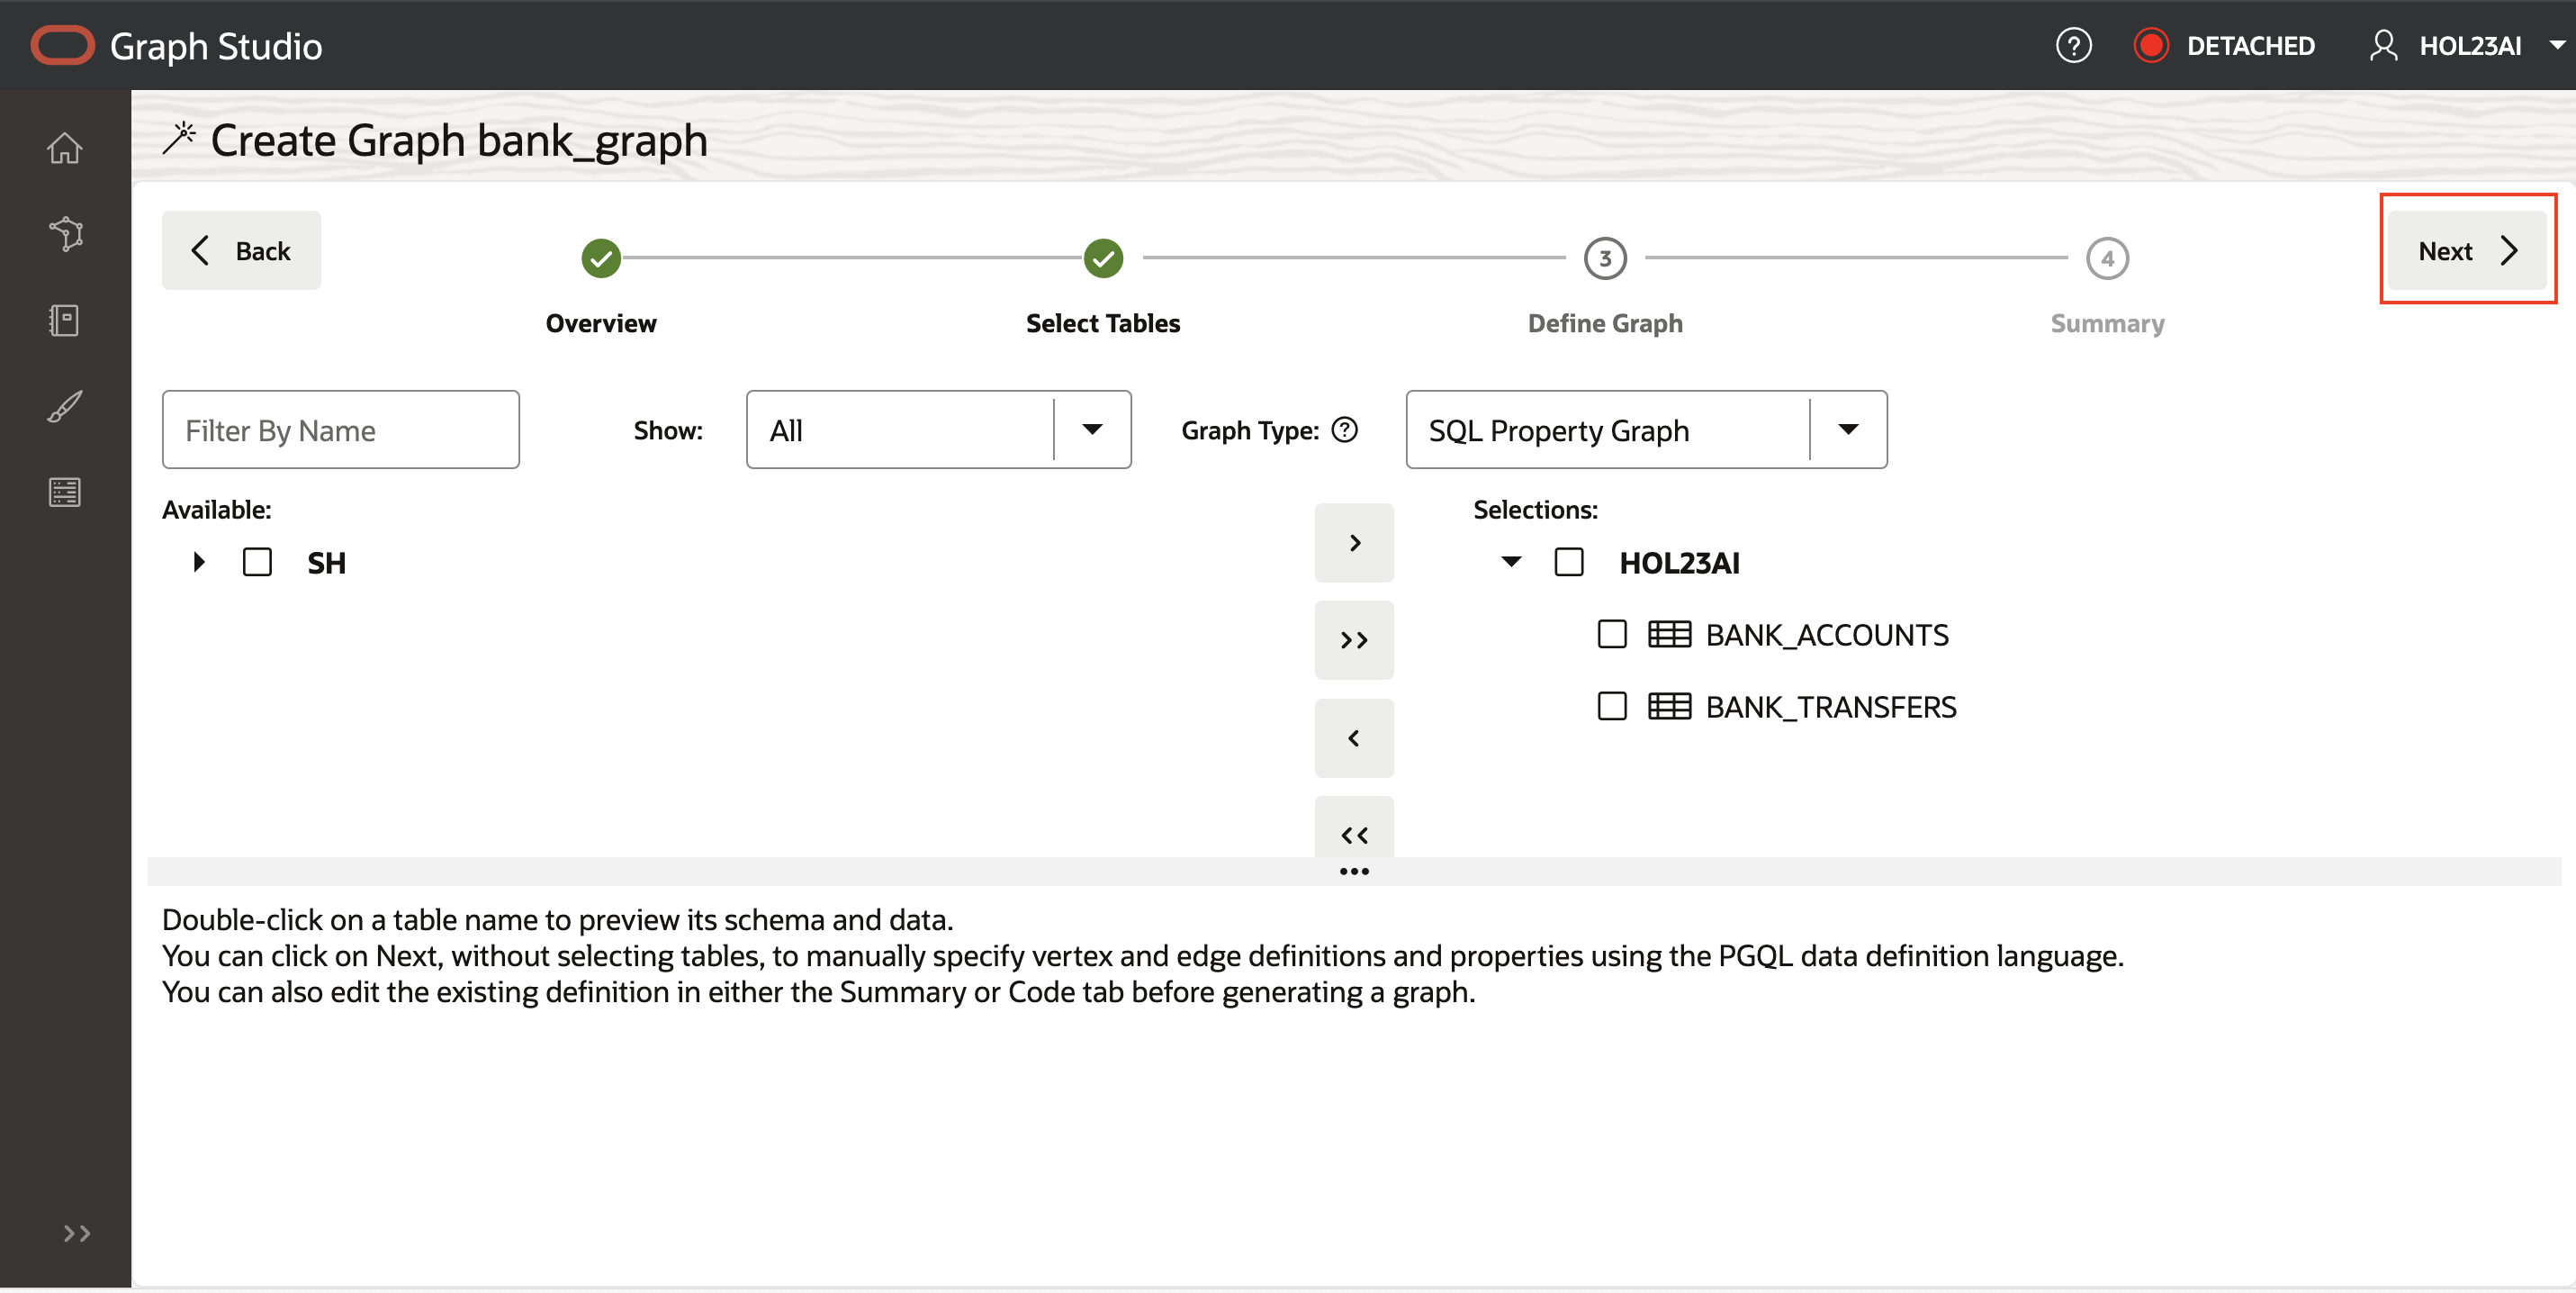 Graph Studio
DETACHED
HOL23AI
Create Graph bank_graph
Back
3
4
Next
Overview
Select Tables
Define Graph
Summary
Filter By Name
Show:
All
Graph Type:
SQL Property Graph
Available:
Selections:
SH
HOL23AI
BANK_ACCOUNTS
BANK_TRANSFERS
Double-click on a table name to preview its schema and data.
You can click on Next, without selecting tables, to manually specify vertex and edge definitions and properties using the PGQL data definition language.
You can also edit the existing definition in either the Summary or Code tab before generating a graph.